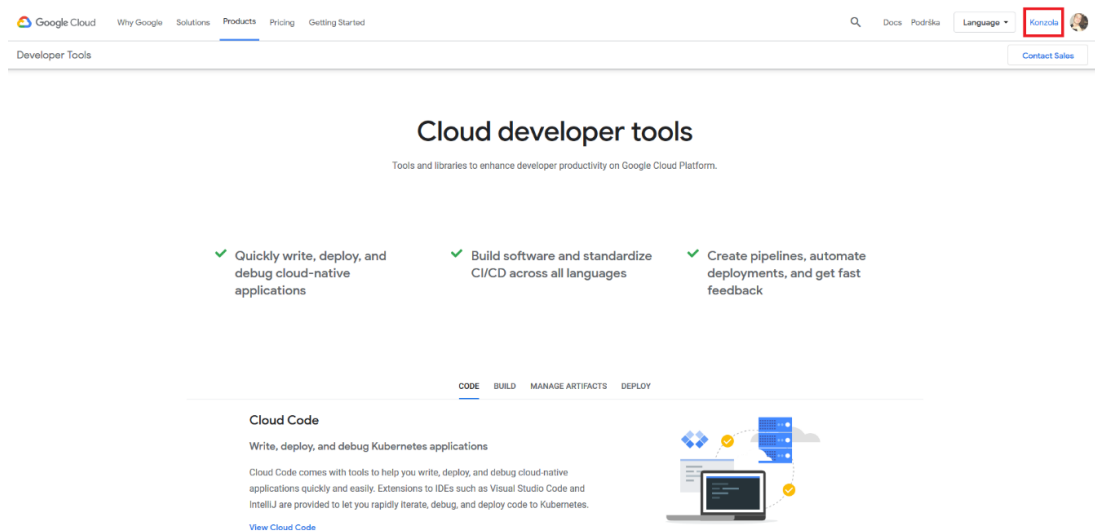 Google Cloud Why Google Solutions Products Pricing Getting Started Docs Podrška Language Konzola
Developer Tools Contact Sales
Cloud developer tools
Tools and libraries to enhance developer productivity on Google Cloud Platform.
Quickly write, deploy, and
debug cloud-native
applications
Build software and standardize
CI/CD across all languages
Create pipelines, automate
deployments, and get fast
feedback
CODE BUILD MANAGE ARTIFACTS DEPLOY
Cloud Code
Write, deploy, and debug Kubernetes applications
Cloud Code comes with tools to help you write, deploy, and debug cloud-native
applications quickly and easily. Extensions to IDEs such as Visual Studio Code and
IntelliJ are provided to let you rapidly iterate, debug, and deploy code to Kubernetes.
View Cloud Code